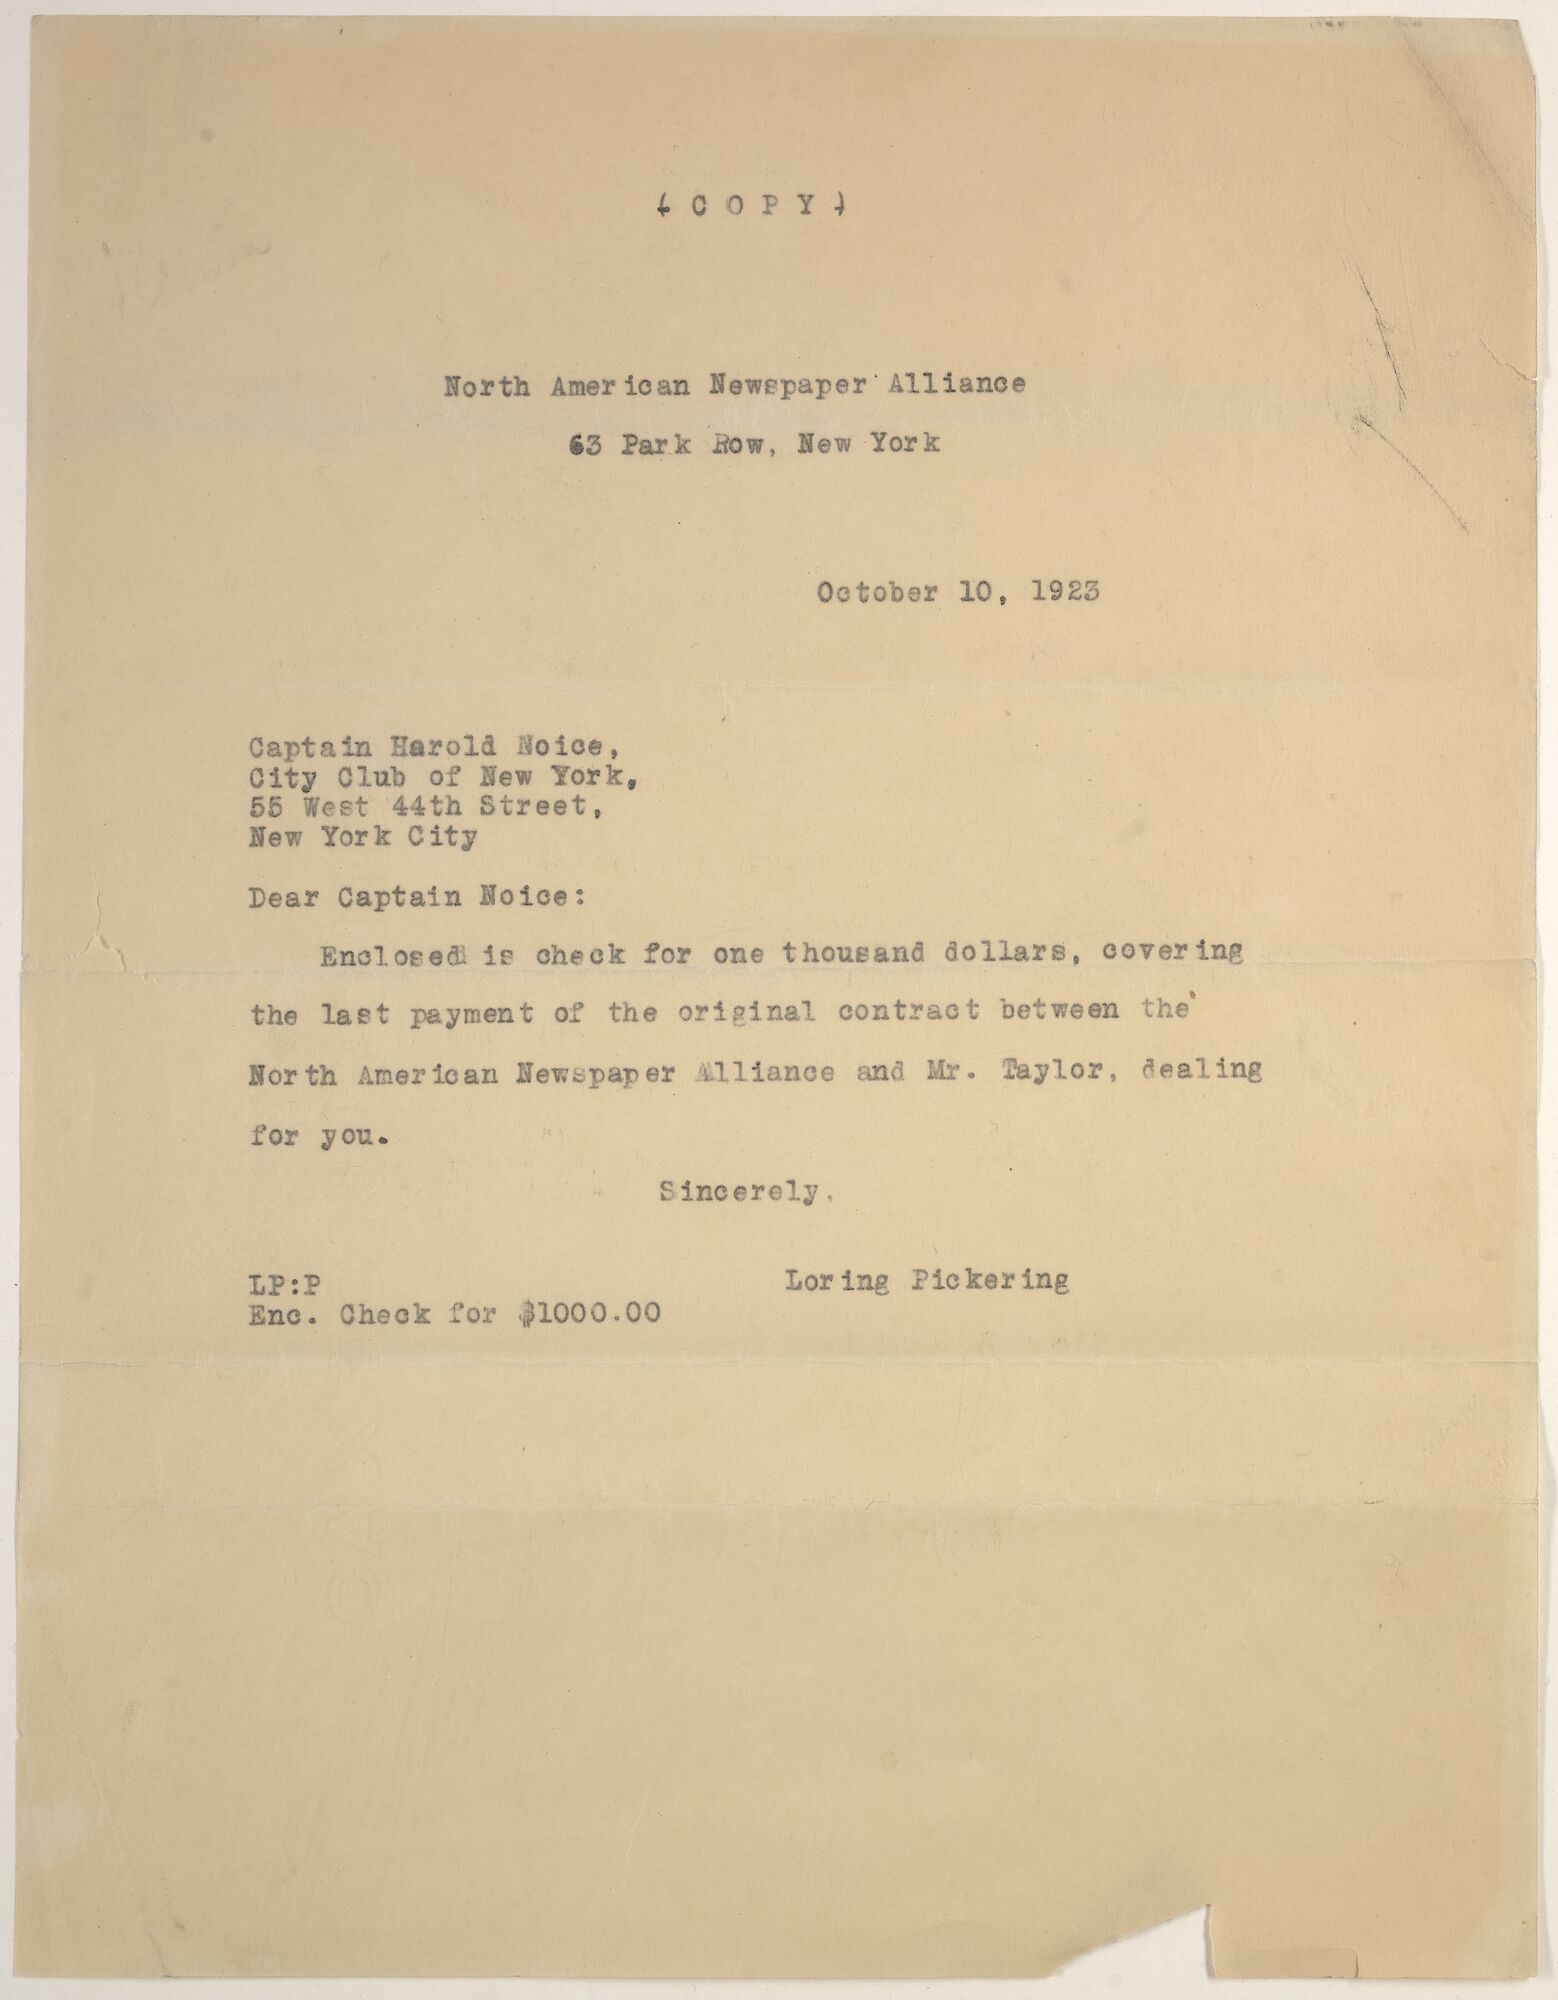 (COPY)
North American Newspaper Alliance
63 Park Row, New York
October 10, 1923
Captain Harold Noice,
City Club of New York,
55 West 44th Street,
New York City
Dear Captain Noice:
Enclosed is check for one thousand dollars, covering
the last payment of the original contract between the
North American Newspaper Alliance and Mr. Taylor, dealing
for you.
Sincerely,
Loring Pickering
LP:P
Enc. Check for $1000.00